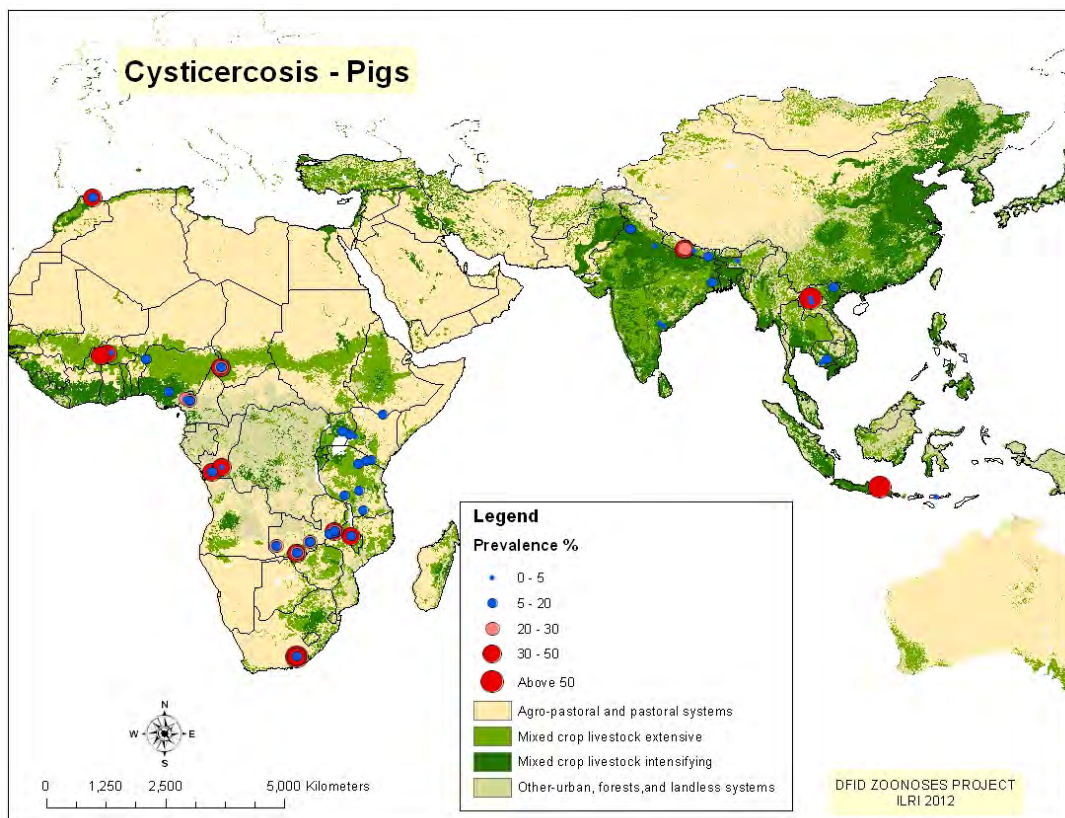 Cysticercosis - Pigs
Legend
Prevalence %
0 - 5
5 - 20
20 - 30
30 - 50
Above 50
Agro-pastoral and pastoral systems
Mixed crop livestock extensive
Mixed crop livestock intensifying
Other-urban, forests,and landless systems
N
W E
S
0 1,250 2,500 5,000 Kilometers
DFID ZOONOSES PROJECT
ILRI 2012